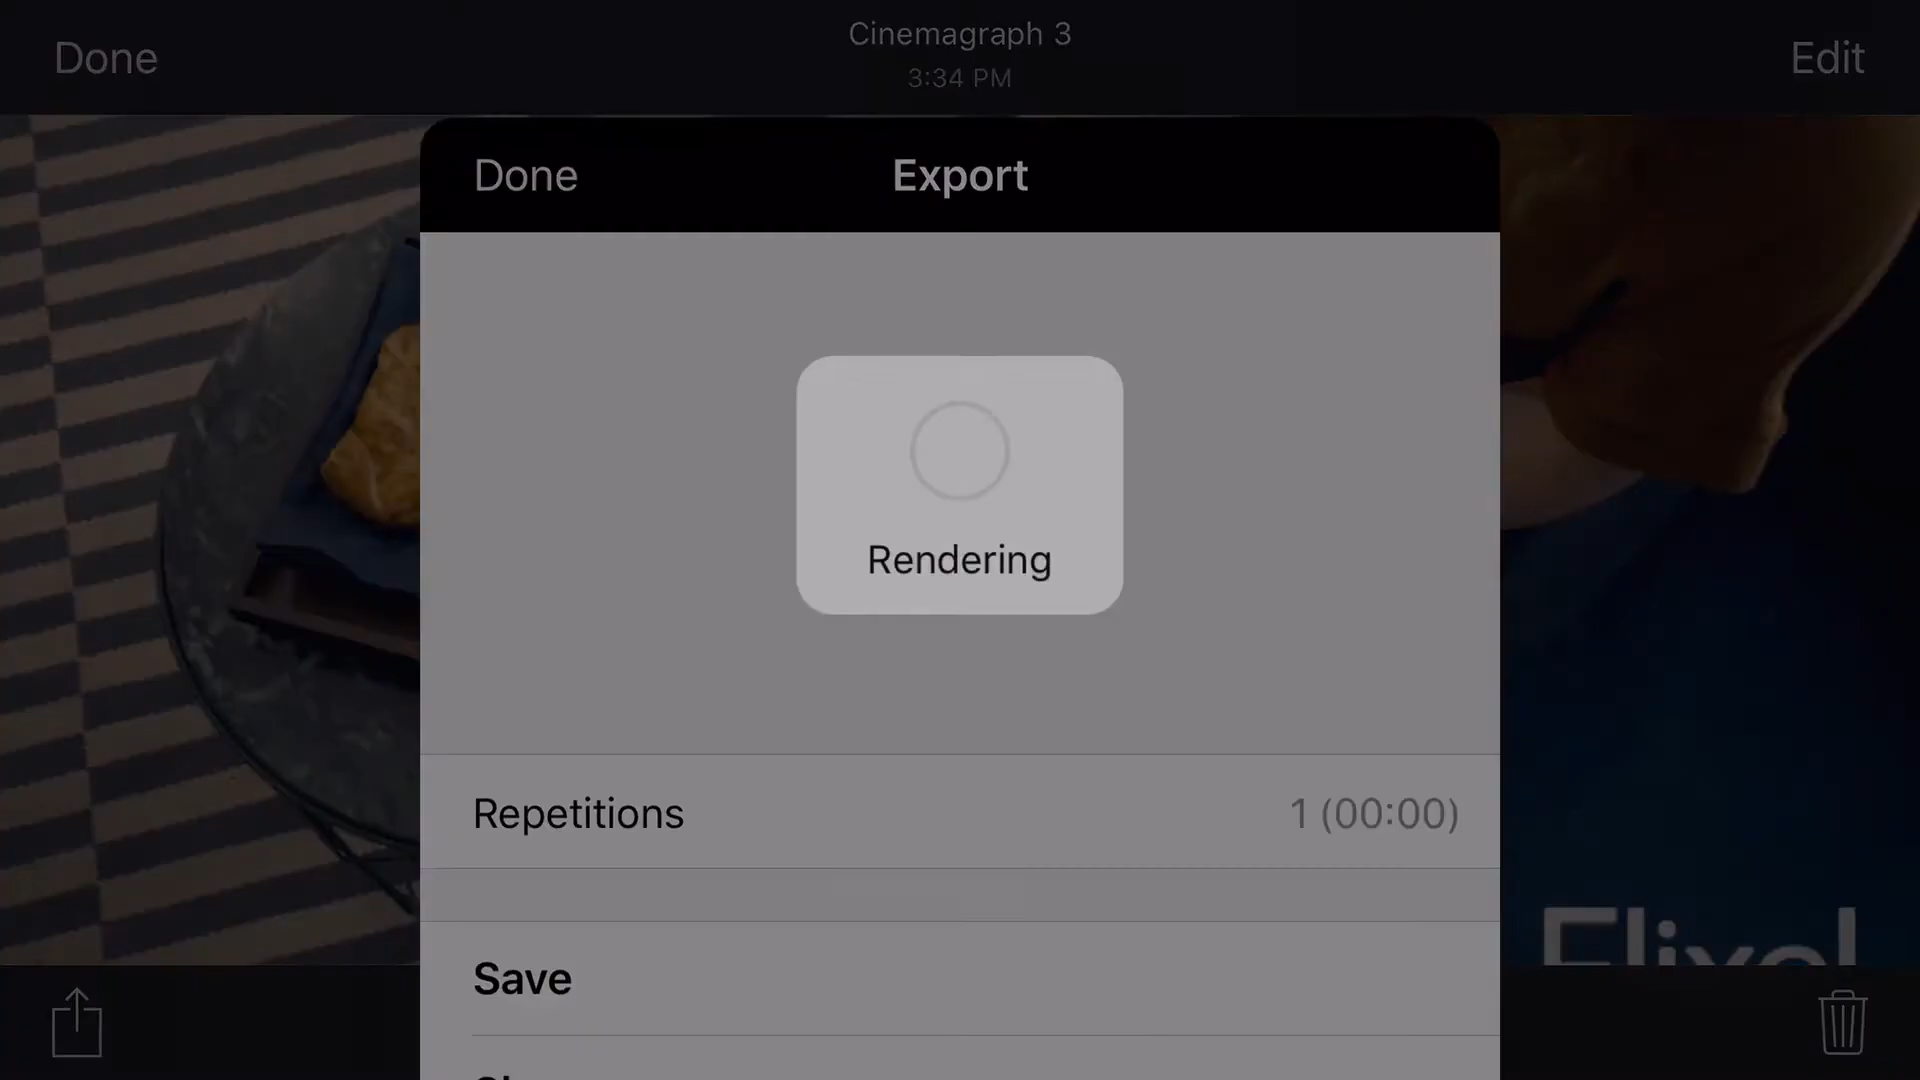 Done
Cinemagraph 3
3:34 PM
Edit
Done
Export
Rendering
Repetitions
1 (00:00)
Save